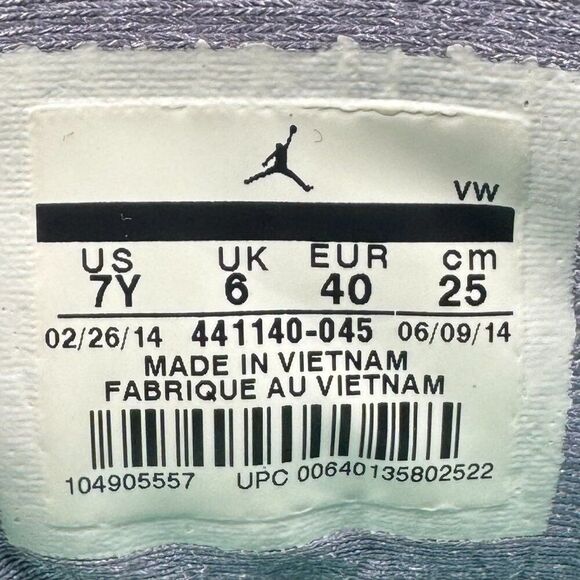 VW
US UK EUR cm
7Y 6 40 25
02/26/14 441140-045 06/09/14
MADE IN VIETNAM
FABRIQUE AU VIETNAM
104905557 UPC 00640135802522